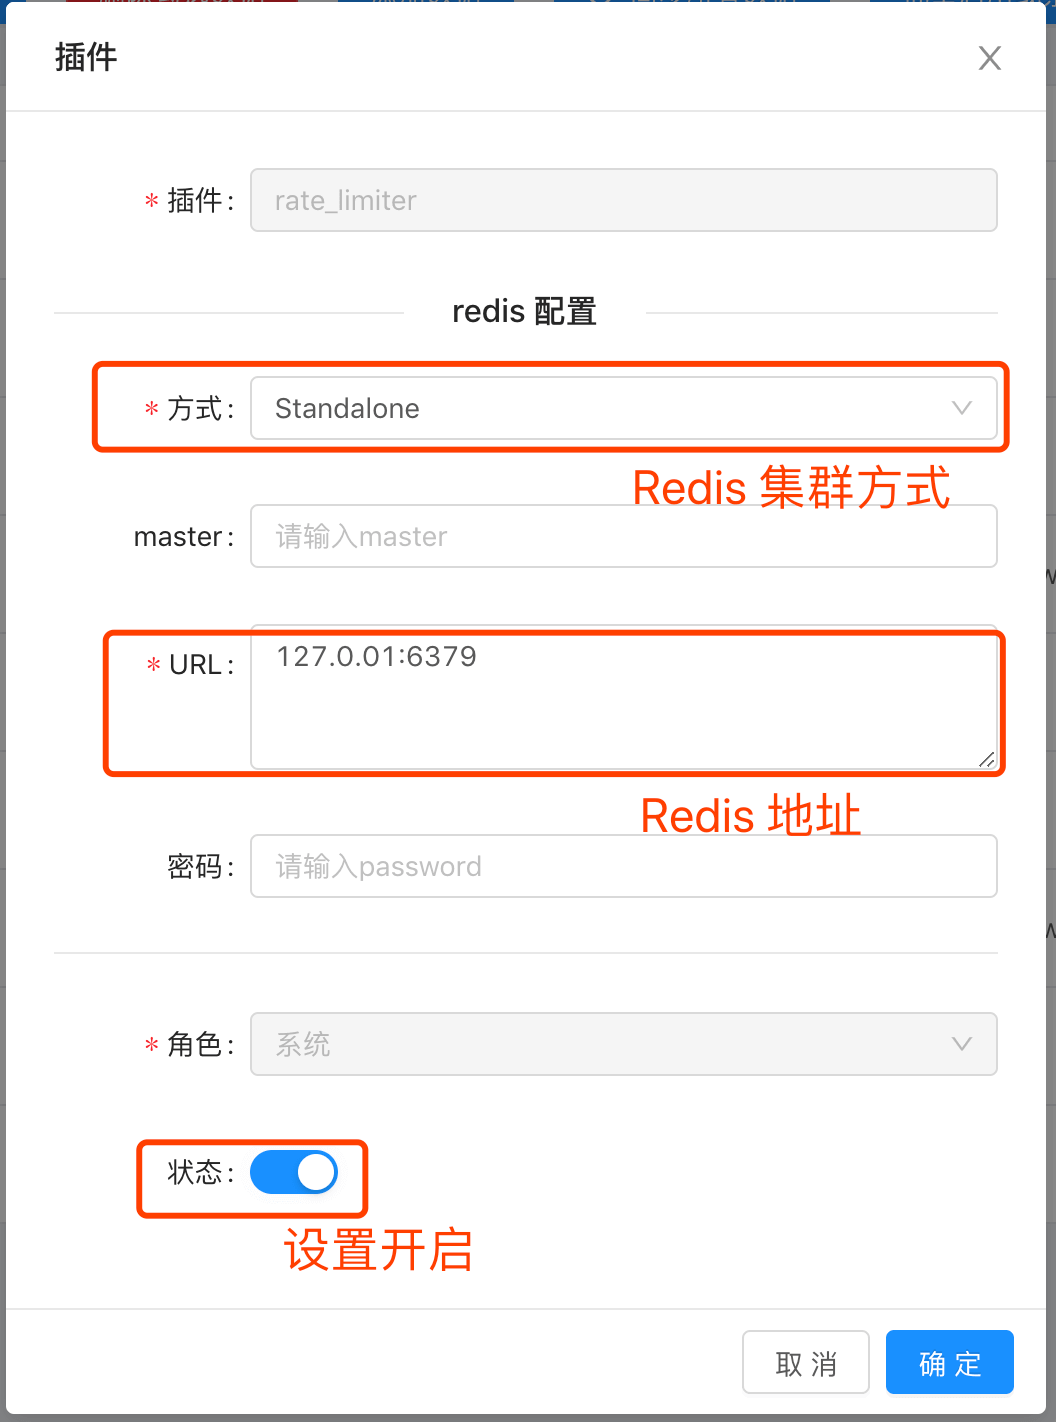 插件
* 插件 : rate_limiter
redis 配置
* 方式 : Standalone
Redis 集群方式
master : 请输入master
* URL : 127.0.01:6379
Redis 地址
密码 : 请输入password
* 角色 : 系统
状态 :
设置开启
取 消 确 定